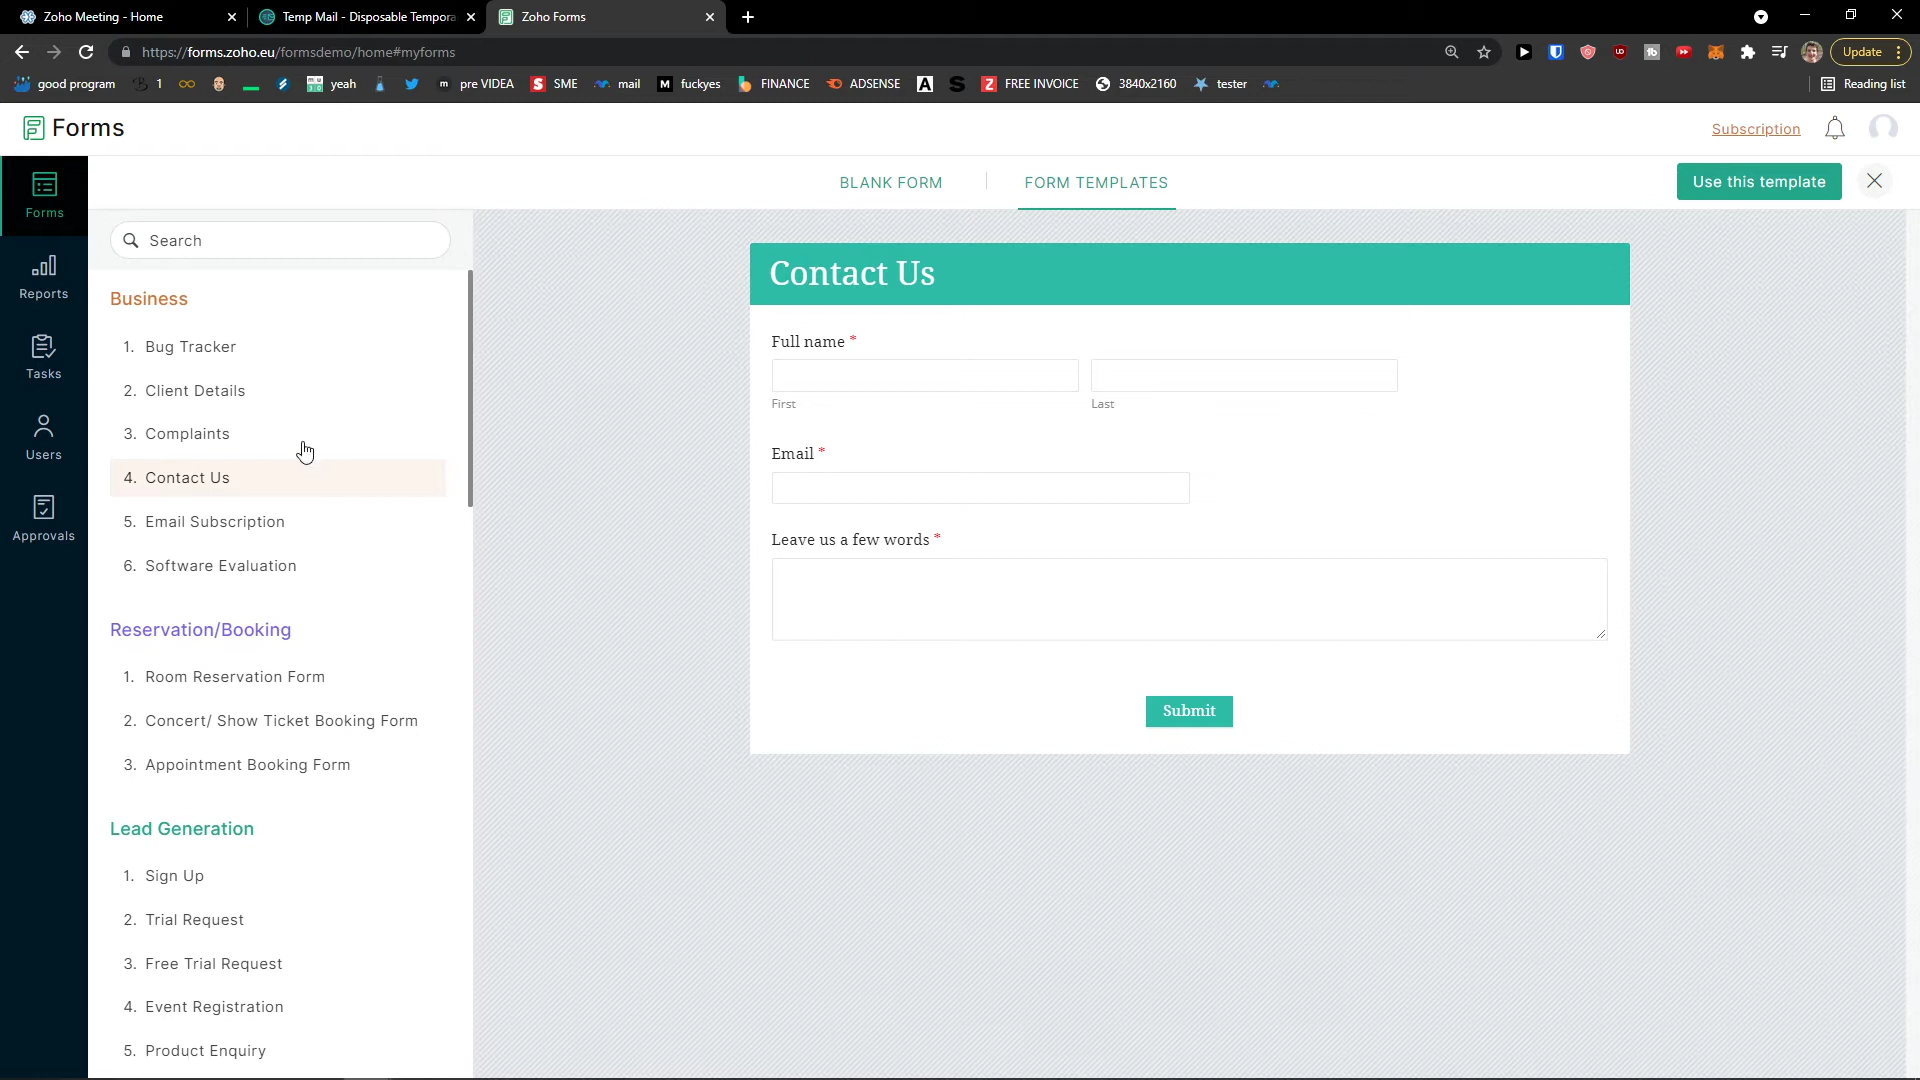 Zoho Meeting - Home
Temp Mail - Disposable Tempora
Zoho Forms
https://forms.zoho.eu/formsdemo/home#myforms
Update
good program
1
yeah
pre VIDEA
SME
mail
fuckyes
FINANCE
ADSENSE
FREE INVOICE
3840x2160
tester
Reading list
Forms
Subscription
BLANK FORM
FORM TEMPLATES
Use this template
Forms
Reports
Tasks
Users
Approvals
Search
Business
1. Bug Tracker
2. Client Details
3. Complaints
4. Contact Us
5. Email Subscription
6. Software Evaluation
Reservation/Booking
1. Room Reservation Form
2. Concert/ Show Ticket Booking Form
3. Appointment Booking Form
Lead Generation
1. Sign Up
2. Trial Request
3. Free Trial Request
4. Event Registration
5. Product Enquiry
Contact Us
Full name *
First
Last
Email *
Leave us a few words *
Submit